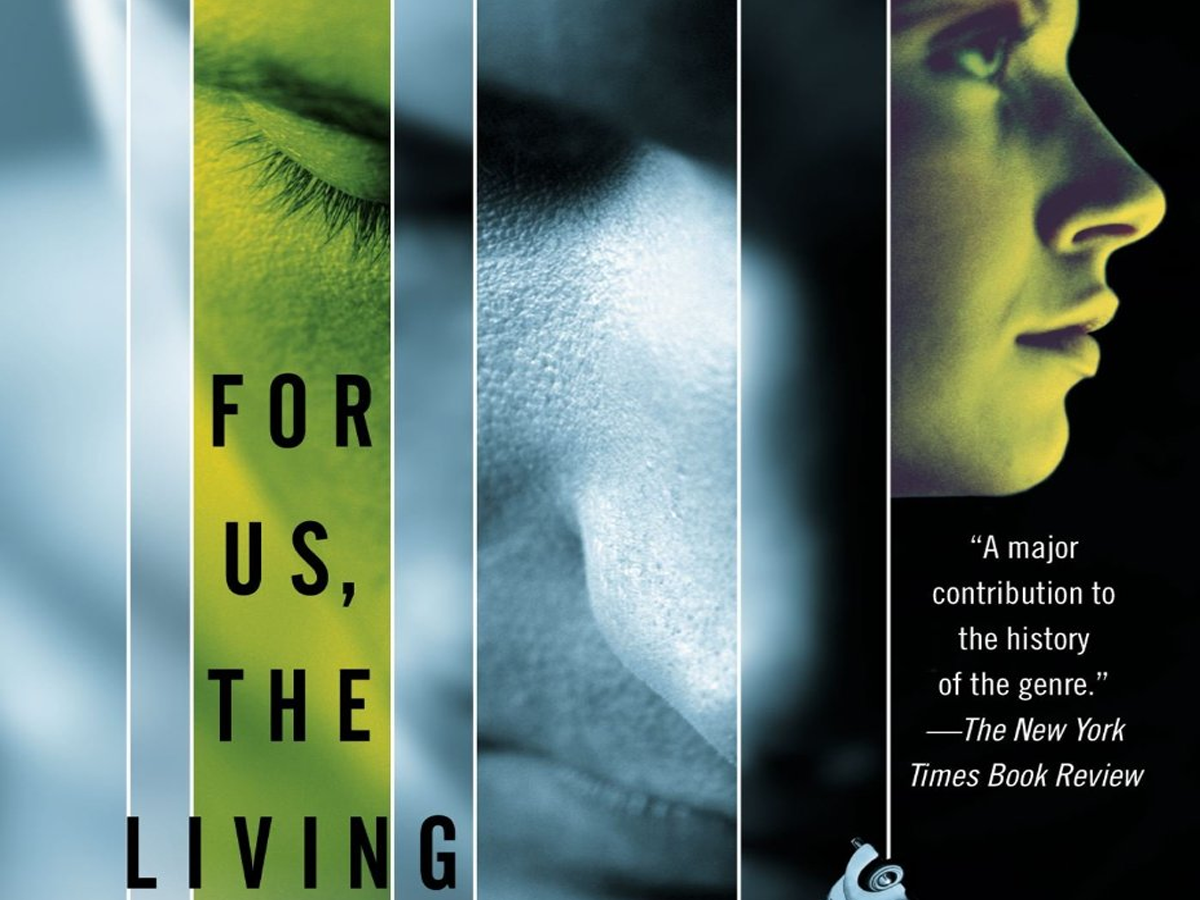 FOR
US,
THE
LIVING
“A major
contribution to
the history
of the genre.”
—The New York
Times Book Review